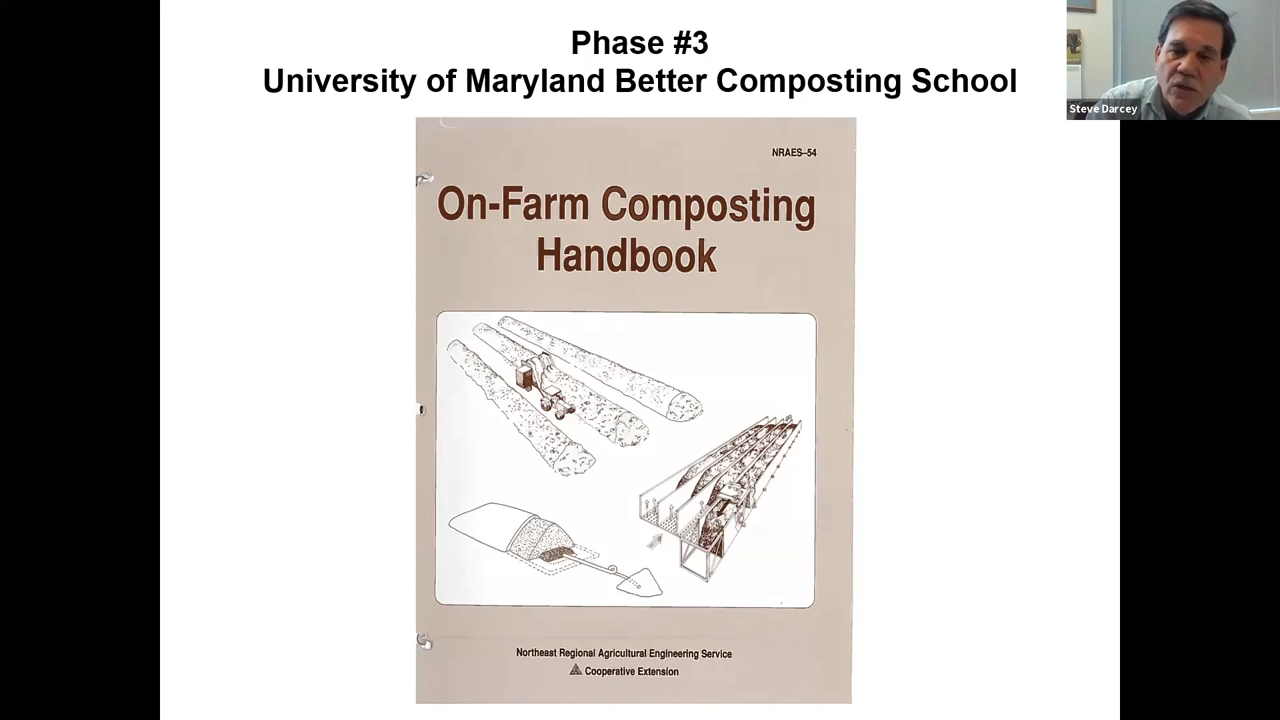 Phase #3
University of Maryland Better Composting School
Steve Darcey
NRAES–54
On-Farm Composting
Handbook
Northeast Regional Agricultural Engineering Service
Cooperative Extension